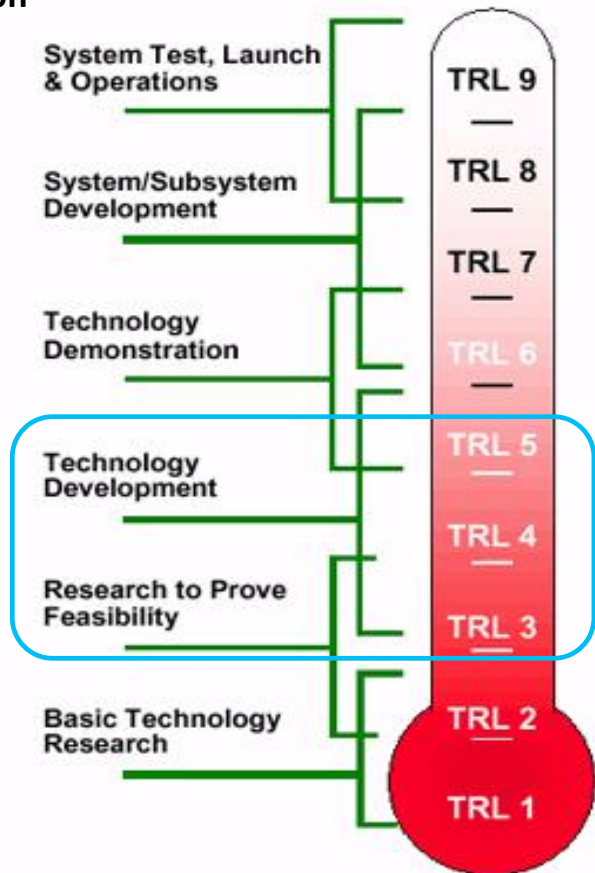 System Test, Launch
& Operations
System/Subsystem
Development
Technology
Demonstration
Technology
Development
Research to Prove
Feasibility
Basic Technology
Research
TRL 9
TRL 8
TRL 7
TRL 6
TRL 5
TRL 4
TRL 3
TRL 2
TRL 1